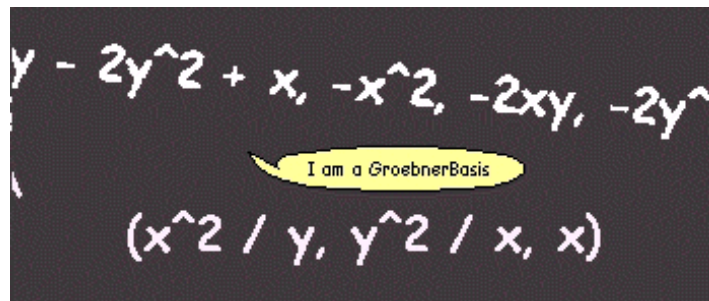 y - 2y^2 + x, -x^2, -2xy, -2y^
I am a GroebnerBasis
(x^2 / y, y^2 / x, x)